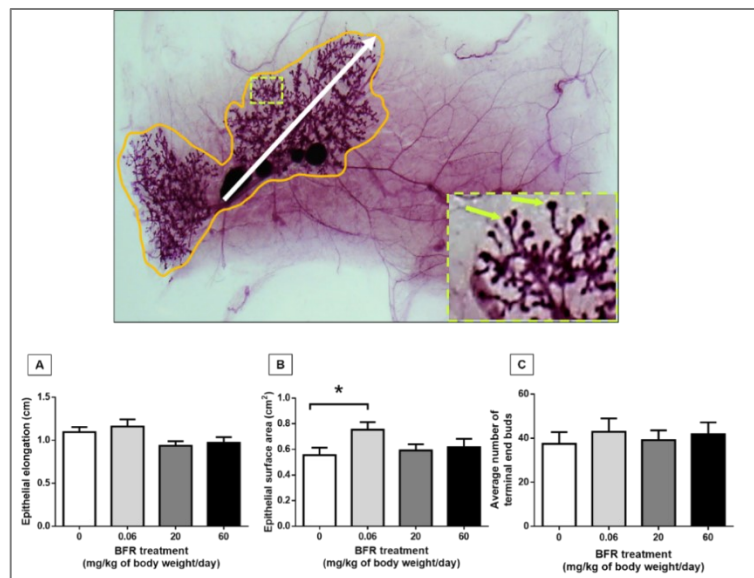 A
Epithelial elongation (cm)
1.5
1.0
0.5
0.0
0 0.06 20 60
BFR treatment
(mg/kg of body weight/day)
B
Epithelial surface area (cm²)
*
1.0
0.8
0.6
0.4
0.2
0.0
0 0.06 20 60
BFR treatment
(mg/kg of body weight/day)
C
Average number of
terminal end buds
60
40
20
0
0 0.06 20 60
BFR treatment
(mg/kg of body weight/day)